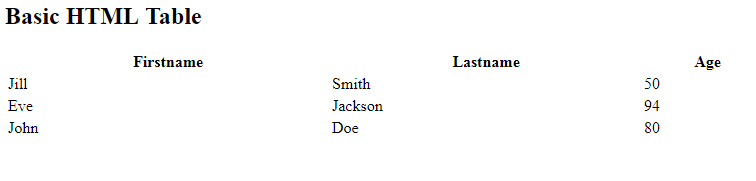 Basic HTML Table
Firstname Lastname Age
Jill Smith 50
Eve Jackson 94
John Doe 80